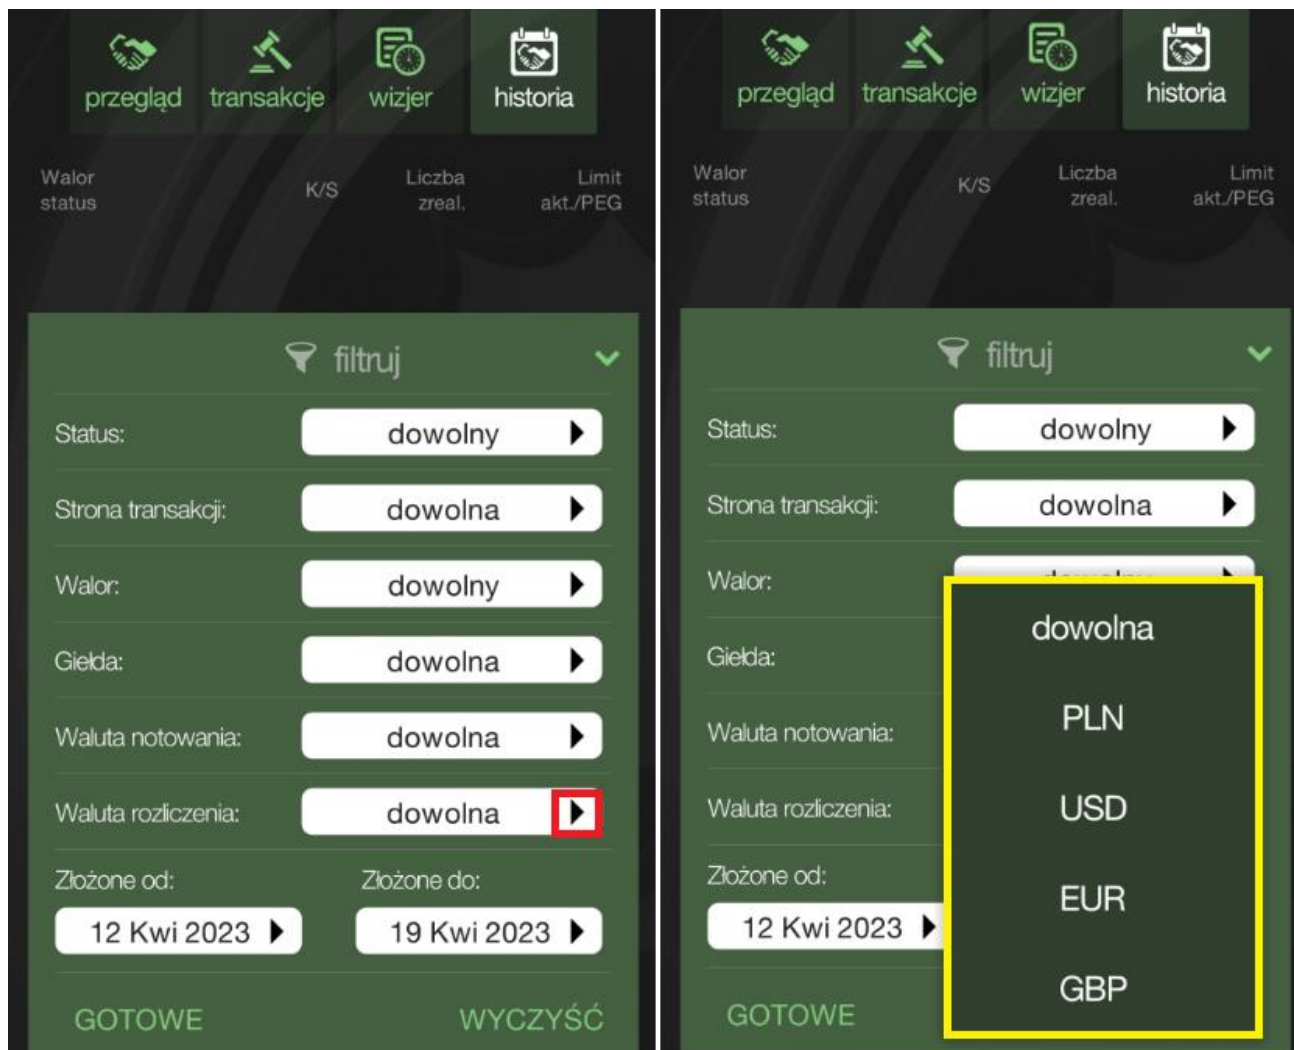 przegląd transakcje wizjer historia
Walor status K/S Liczba zreal. Limit akt./PEG
filtruj
Status: dowolny
Strona transakcji: dowolna
Walor: dowolny
Giełda: dowolna
Waluta notowania: dowolna
Waluta rozliczenia: dowolna
Złożone od: Złożone do:
12 Kwi 2023 19 Kwi 2023
GOTOWE WYCZYŚĆ
przegląd transakcje wizjer historia
Walor status K/S Liczba zreal. Limit akt./PEG
filtruj
Status: dowolny
Strona transakcji: dowolna
Walor:
Giełda:
Waluta notowania:
Waluta rozliczenia:
Złożone od:
12 Kwi 2023
GOTOWE
dowolna
PLN
USD
EUR
GBP